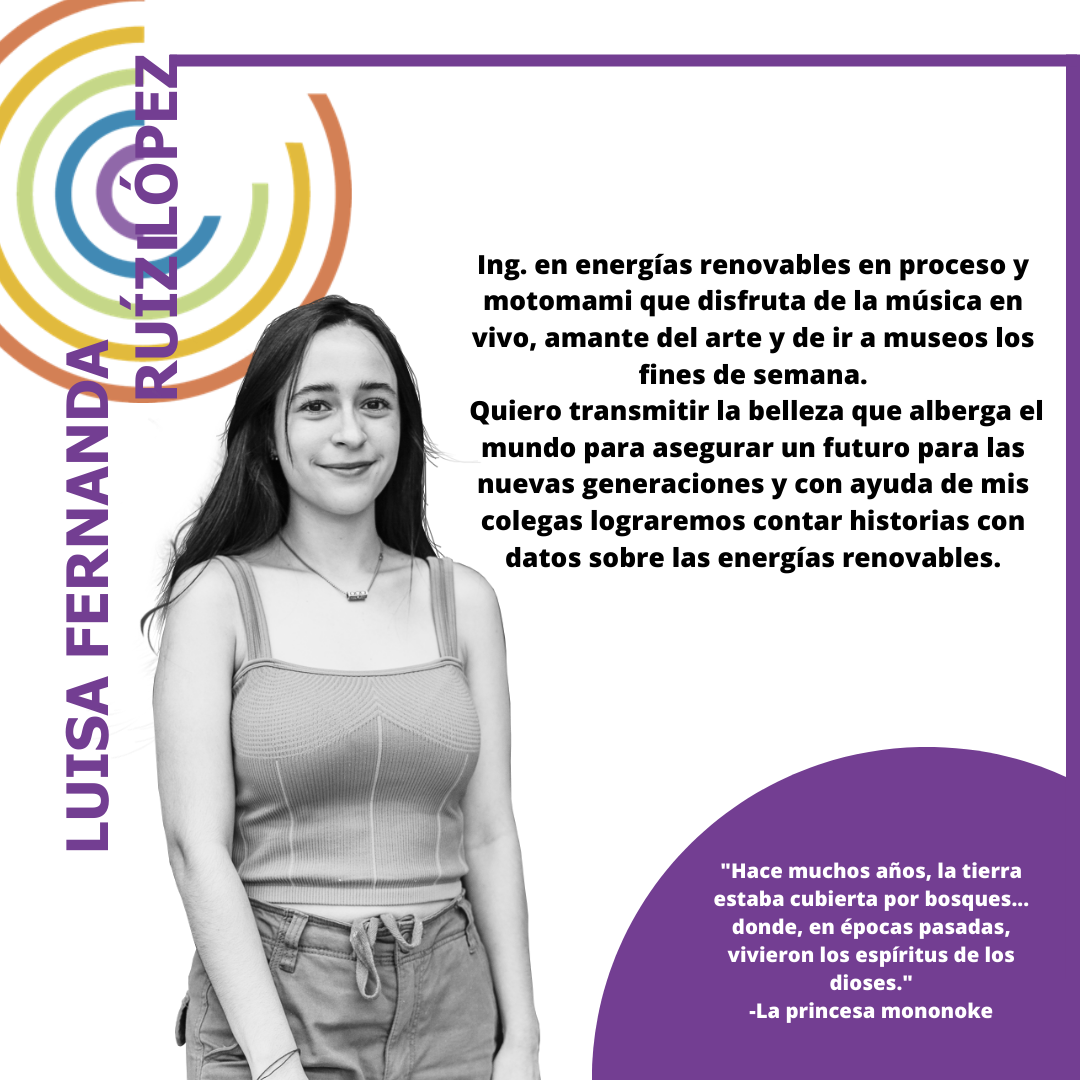 LUISA FERNANDA
RUÍZ LÓPEZ
Ing. en energías renovables en proceso y
motomami que disfruta de la música en
vivo, amante del arte y de ir a museos los
fines de semana.
Quiero transmitir la belleza que alberga el
mundo para asegurar un futuro para las
nuevas generaciones y con ayuda de mis
colegas lograremos contar historias con
datos sobre las energías renovables.
"Hace muchos años, la tierra
estaba cubierta por bosques...
donde, en épocas pasadas,
vivieron los espíritus de los
dioses."
-La princesa mononoke